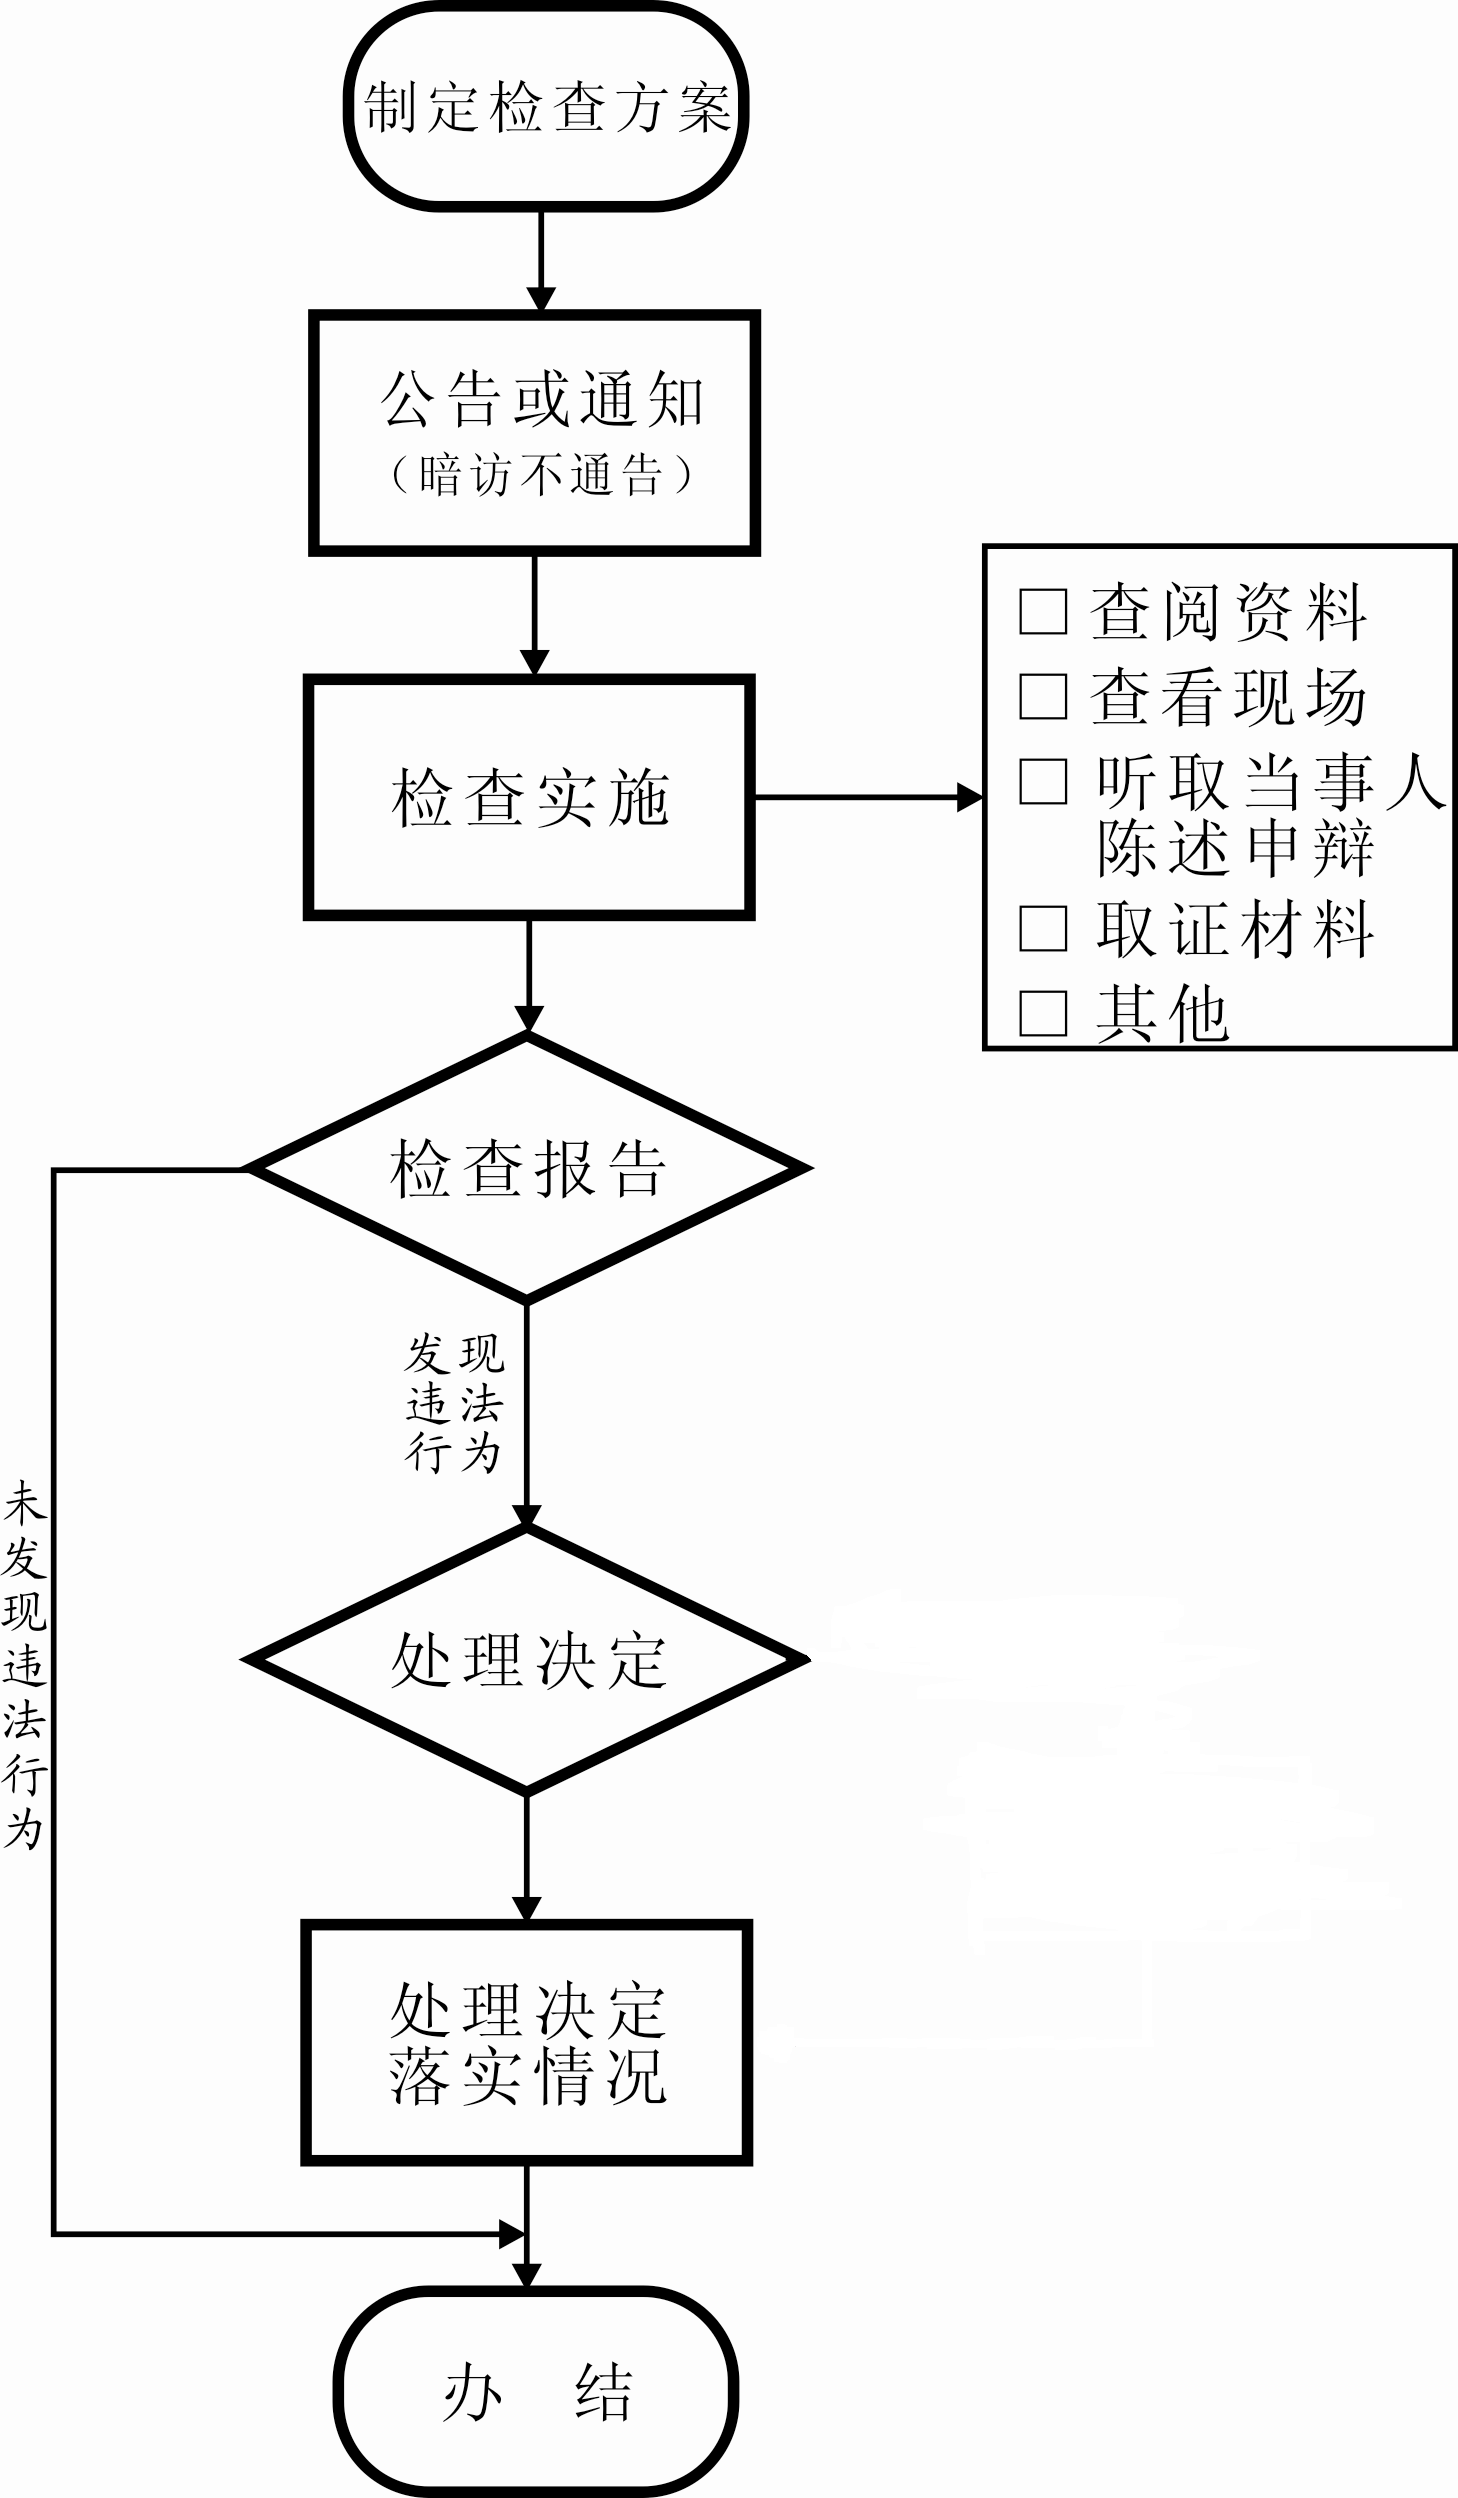 制定检查方案
公告或通知
（暗访不通告）
检查实施
□ 查阅资料
□ 查看现场
□ 听取当事人
陈述申辩
□ 取证材料
□ 其他
检查报告
发现
违法
行为
未发现违法行为
处理决定
处理决定
落实情况
办 结